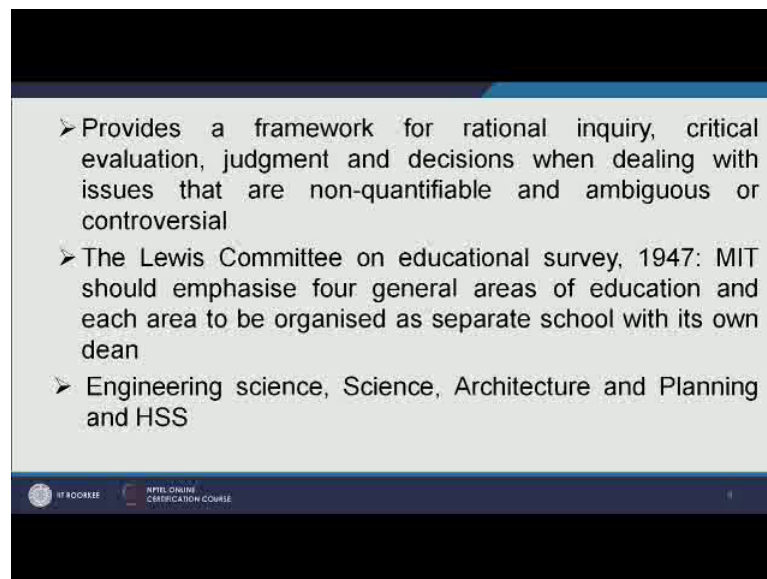 ➢ Provides a framework for rational inquiry, critical
evaluation, judgment and decisions when dealing with
issues that are non-quantifiable and ambiguous or
controversial
➢ The Lewis Committee on educational survey, 1947: MIT
should emphasise four general areas of education and
each area to be organised as separate school with its own
dean
➢ Engineering science, Science, Architecture and Planning
and HSS
IIT ROORKEE
NPTEL ONLINE
CERTIFICATION COURSE